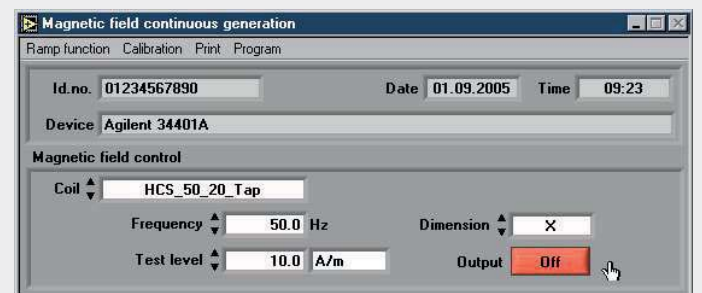 Magnetic field continuous generation
Ramp function Calibration Print Program
Id.no. 01234567890 Date 01.09.2005 Time 09:23
Device Agilent 34401A
Magnetic field control
Coil HCS_50_20_Tap
Frequency 50.0 Hz Dimension X
Test level 10.0 A/m Output Off